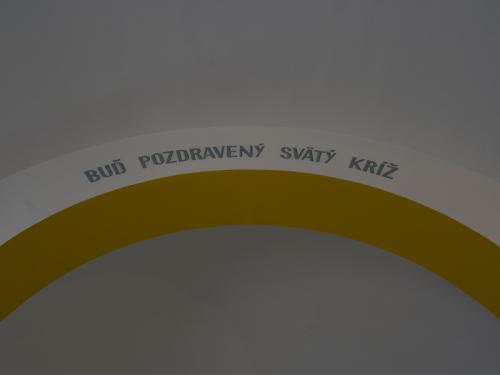 BUĎ POZDRAVENÝ SVÄTÝ KRÍŽ